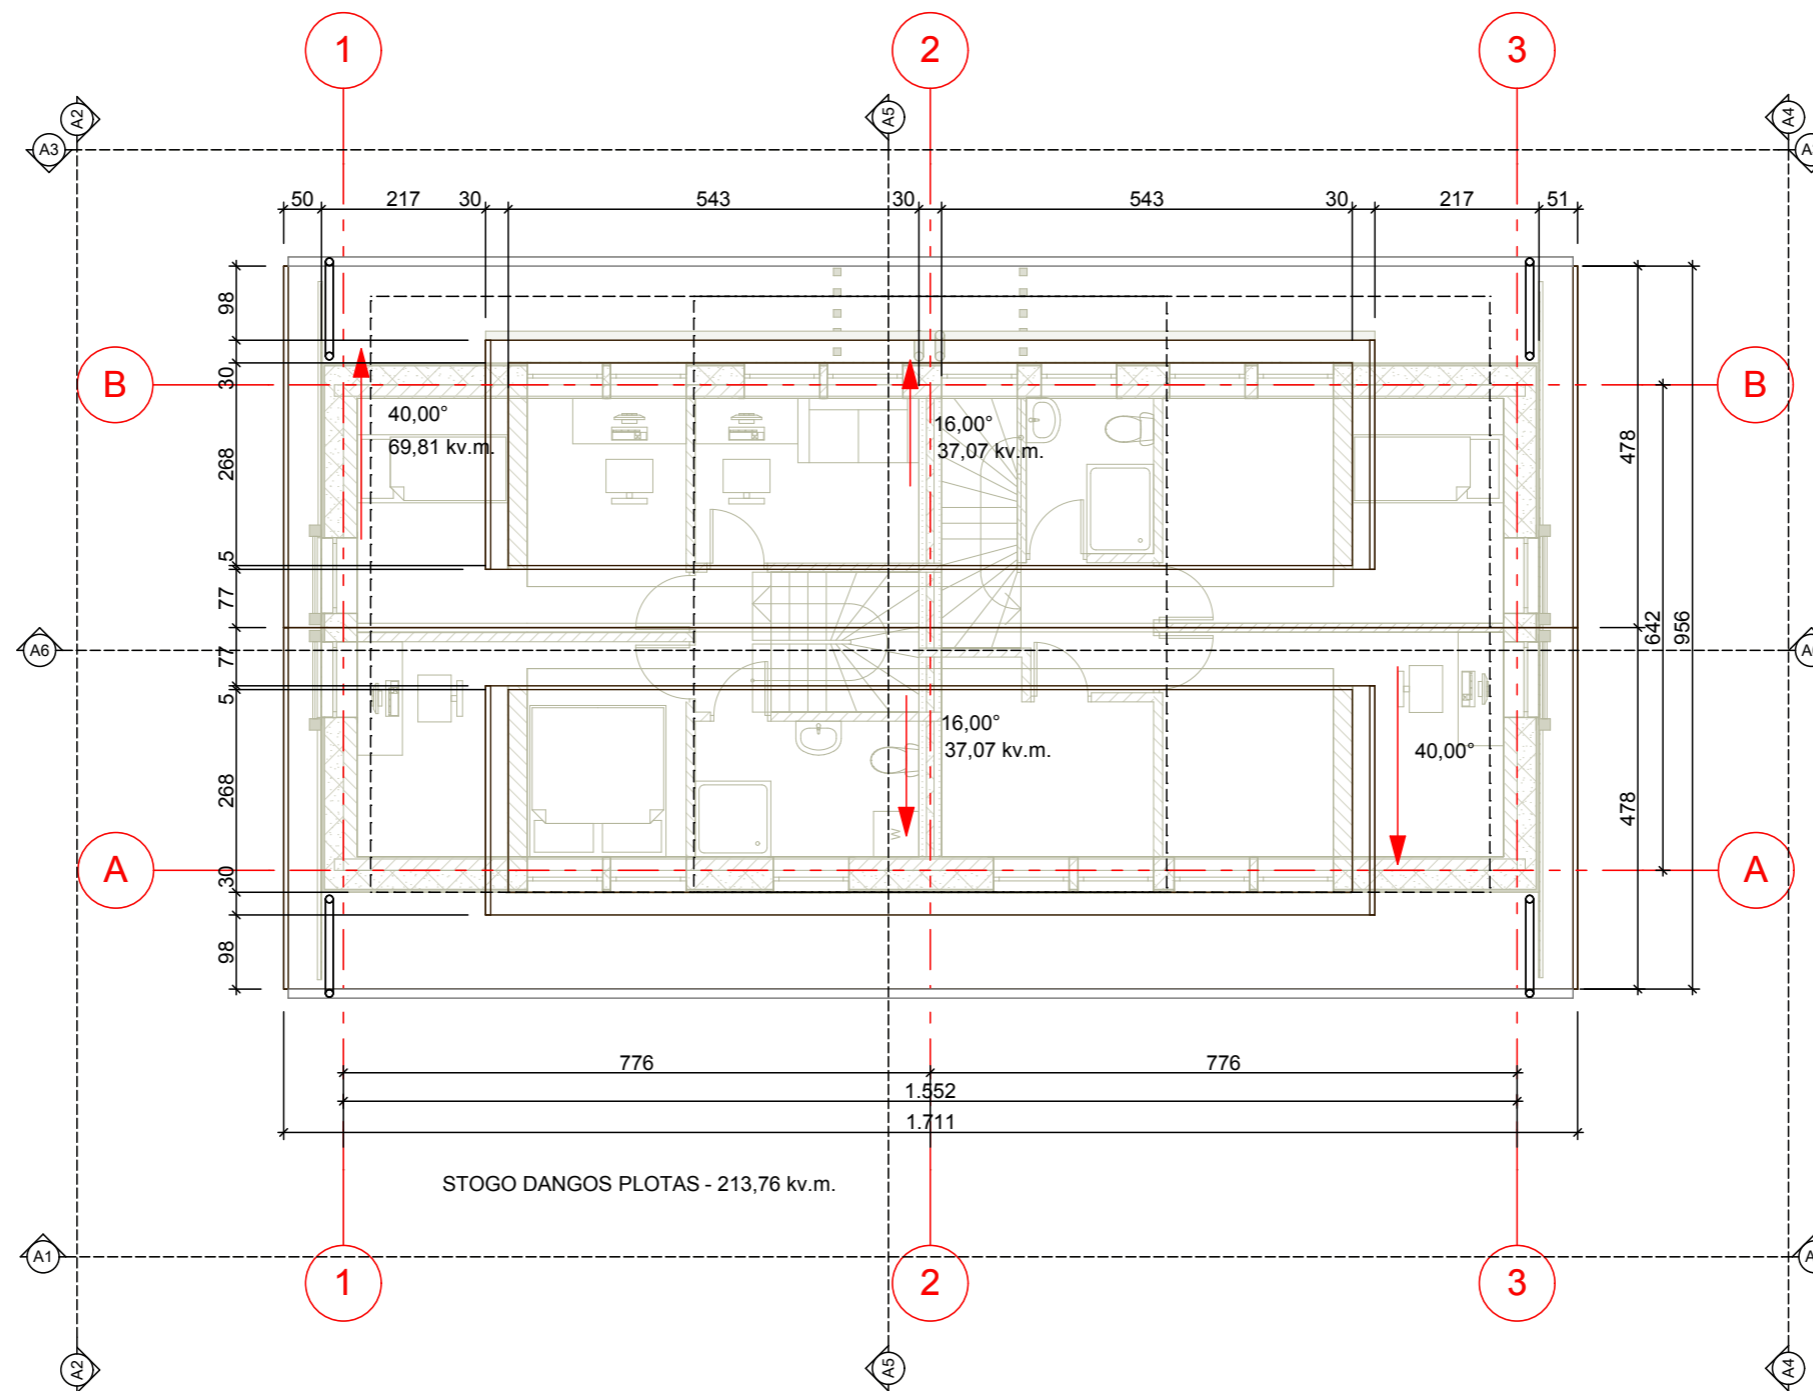 1
2
3
A2
A5
A4
A3
50
217
30
543
30
543
30
217
51
98
30
268
5
77
77
5
268
30
98
B
B
40,00°
69,81 kv.m.
16,00°
37,07 kv.m.
478
642
956
478
A6
16,00°
37,07 kv.m.
40,00°
A
A
776
776
1.552
1.711
STOGO DANGOS PLOTAS - 213,76 kv.m.
A1
1
2
3
A2
A5
A4